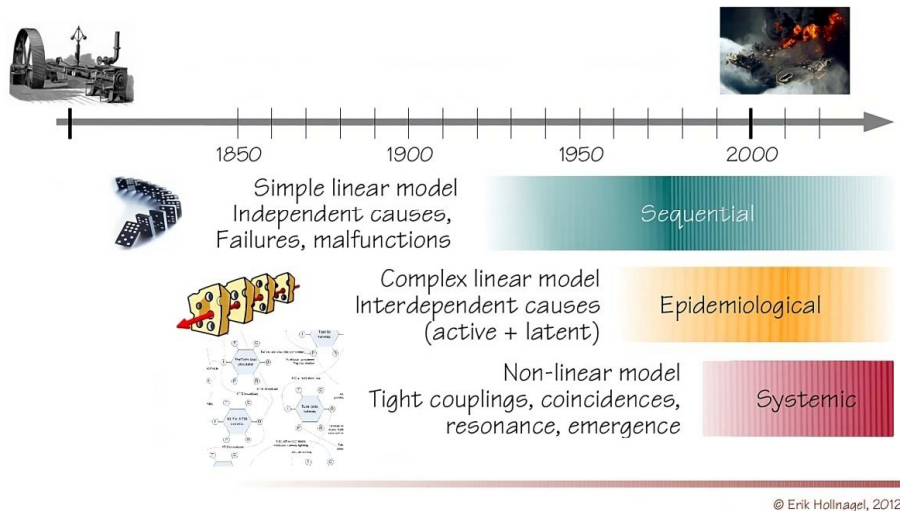 1850 1900 1950 2000
Simple linear model
Independent causes,
Failures, malfunctions
Sequential
Complex linear model
Interdependent causes
(active + latent)
Epidemiological
Non-linear model
Tight couplings, coincidences,
resonance, emergence
Systemic
© Erik Hollnagel, 2012